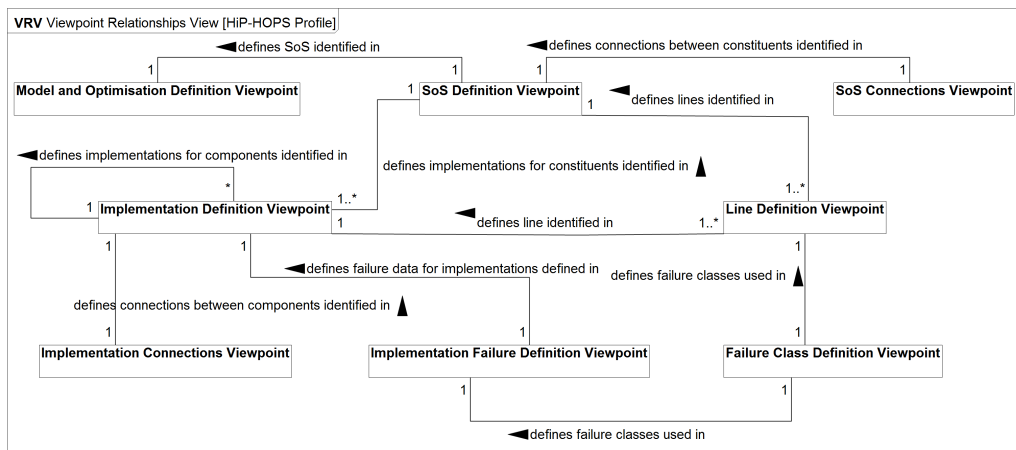 VRV Viewpoint Relationships View [HiP-HOPS Profile]
defines SoS identified in
defines connections between constituents identified in
1
1
1
1
Model and Optimisation Definition Viewpoint
SoS Definition Viewpoint
SoS Connections Viewpoint
1
1
defines lines identified in
defines implementations for components identified in
defines implementations for constituents identified in
*
1..*
1..*
1
Implementation Definition Viewpoint
Line Definition Viewpoint
1
1..*
defines line identified in
1
1
1
defines failure data for implementations defined in
defines failure classes used in
defines connections between components identified in
1
1
1
Implementation Connections Viewpoint
Implementation Failure Definition Viewpoint
Failure Class Definition Viewpoint
1
1
defines failure classes used in